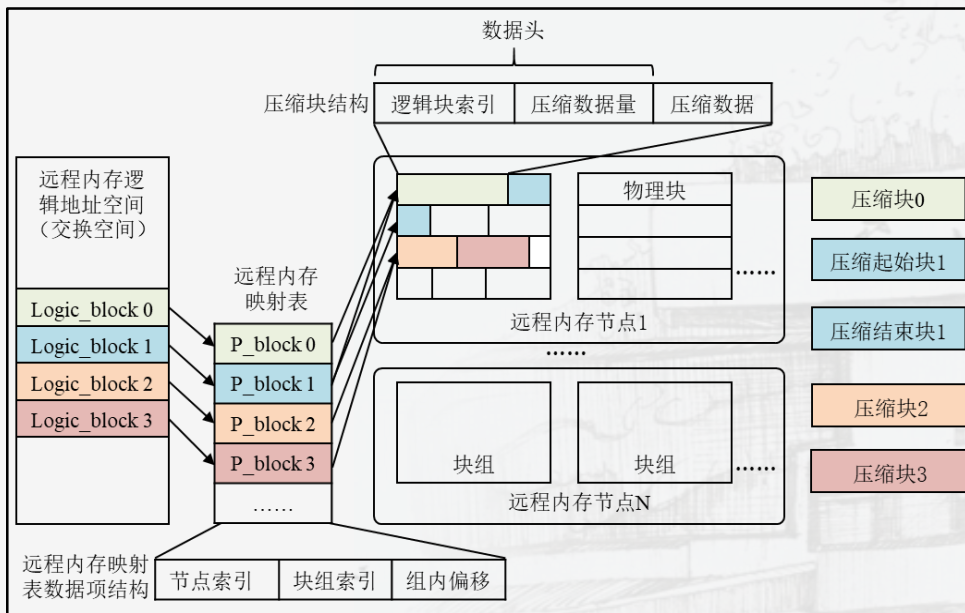 数据头
压缩块结构
逻辑块索引
压缩数据量
压缩数据
远程内存逻
辑地址空间
（交换空间）
Logic_block 0
Logic_block 1
Logic_block 2
Logic_block 3
远程内存
映射表
P_block 0
P_block 1
P_block 2
P_block 3
……
物理块
……
远程内存节点1
……
块组
块组
……
远程内存节点N
压缩块0
压缩起始块1
压缩结束块1
压缩块2
压缩块3
远程内存映射
表数据项结构
节点索引
块组索引
组内偏移